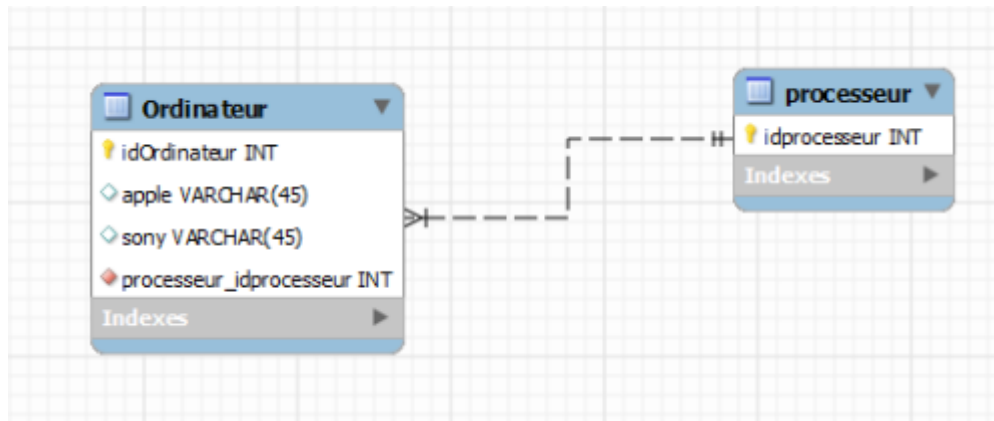 Ordinateur
idOrdinateur INT
apple VARCHAR(45)
sony VARCHAR(45)
processeur_idprocesseur INT
Indexes
processeur
idprocesseur INT
Indexes